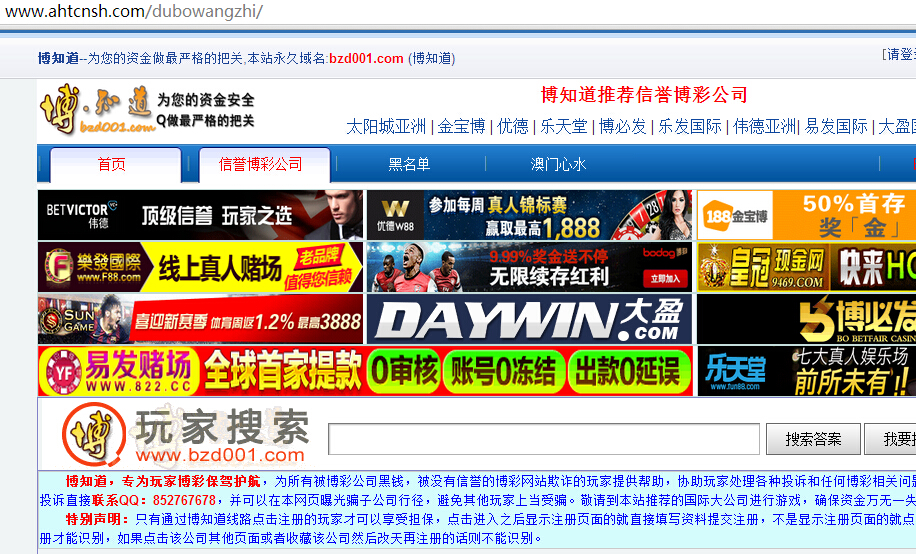 www.ahtcnsh.com/dubowangzhi/
博知道--为您的资金做最严格的把关,本站永久域名:bzd001.com (博知道)
[请登录
博·知道 为您的资金安全
Q做最严格的把关
bzd001.com
博知道推荐信誉博彩公司
太阳城亚洲 | 金宝博 | 优德 | 乐天堂 | 博必发 | 乐发国际 | 伟德亚洲| 易发国际 | 大盈国
首页 信誉博彩公司 黑名单 澳门心水
BETVICTOR 伟德 顶级信誉 玩家之选
W 优德W88 参加每周真人锦标赛 赢取最高$1,888
188金宝博 50%首存 奖「金」
樂發國際 www.F88.com 线上真人赌场 老品牌 值得您信赖
9.99%奖金送不停 无限续存红利 bodog 博狗 立即加入
皇冠现金网 9469.COM 快来HO
SUN GAME 喜迎新赛季 体育周返1.2% 最高3888
DAYWIN.COM 大盈
博必发 BO BETFAIR CASIN
YF 易发赌场 www.822.cc 全球首家提款 0审核 账号0冻结 出款0延误
乐天堂 www.fun88.com 七大真人娱乐场 前所未有!!
博 玩家搜索 搜索答案 我要
www.bzd001.com
博知道，专为玩家博彩保驾护航，为所有被博彩公司黑钱，被没有信誉的博彩网站欺诈的玩家提供帮助，协助玩家处理各种投诉和任何博彩相关问
投诉直接联系QQ：852767678，并可以在本网页曝光骗子公司行径，避免其他玩家上当受骗。敬请到本站推荐的国际大公司进行游戏，确保资金万无一失
特别声明：只有通过博知道线路点击注册的玩家才可以享受担保，点击进入之后显示注册页面的就直接填写资料提交注册，不是显示注册页面的就点
册才能识别，如果点击该公司其他页面或者收藏该公司然后改天再注册的话则不能识别。